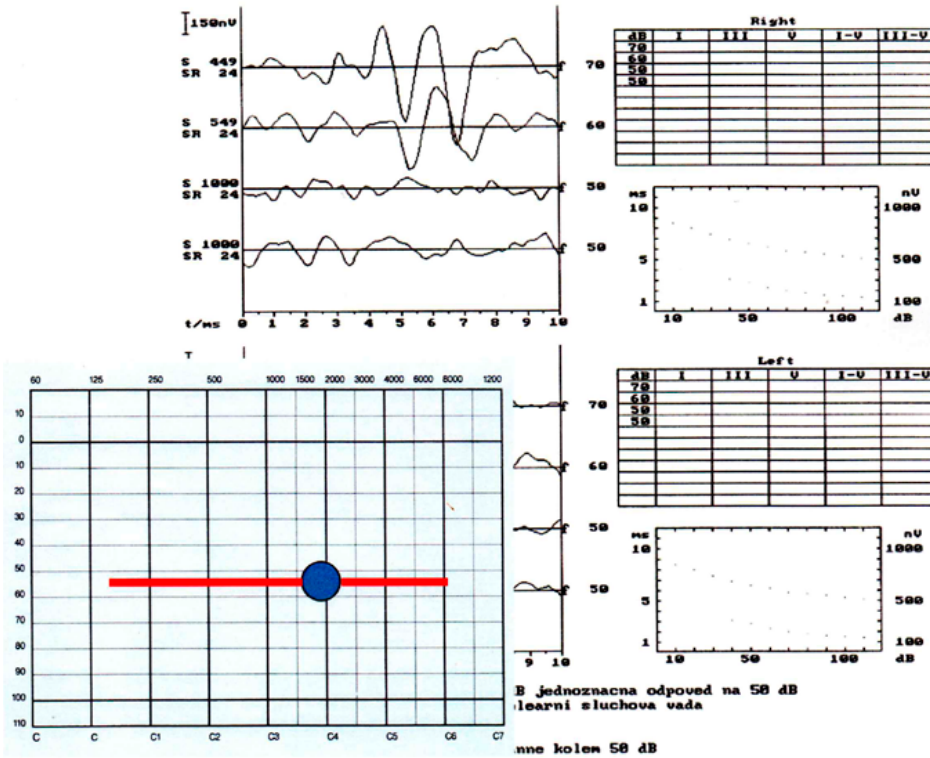 150nV
S 449
SR 24
70
S 549
SR 24
60
S 1000
SR 24
50
S 1000
SR 24
50
t/ms 0 1 2 3 4 5 6 7 8 9 10
Right
dB I III V I-V III-V
70
60
50
50
ms nV
10 1000
5 500
1 100
10 50 100
dB
Left
dB I III V I-V III-V
70
60
50
50
70
60
50
50
9 10
ms nV
10 1000
5 500
1 100
10 50 100 dB
60 125 250 500 1000 1500 2000 3000 4000 6000 8000 1200
10
0
10
20
30
40
50
60
70
80
90
100
110
C C C1 C2 C3 C4 C5 C6 C7
B jednoznacna odpoved na 50 dB
learni sluchova vada
nne kolem 50 dB